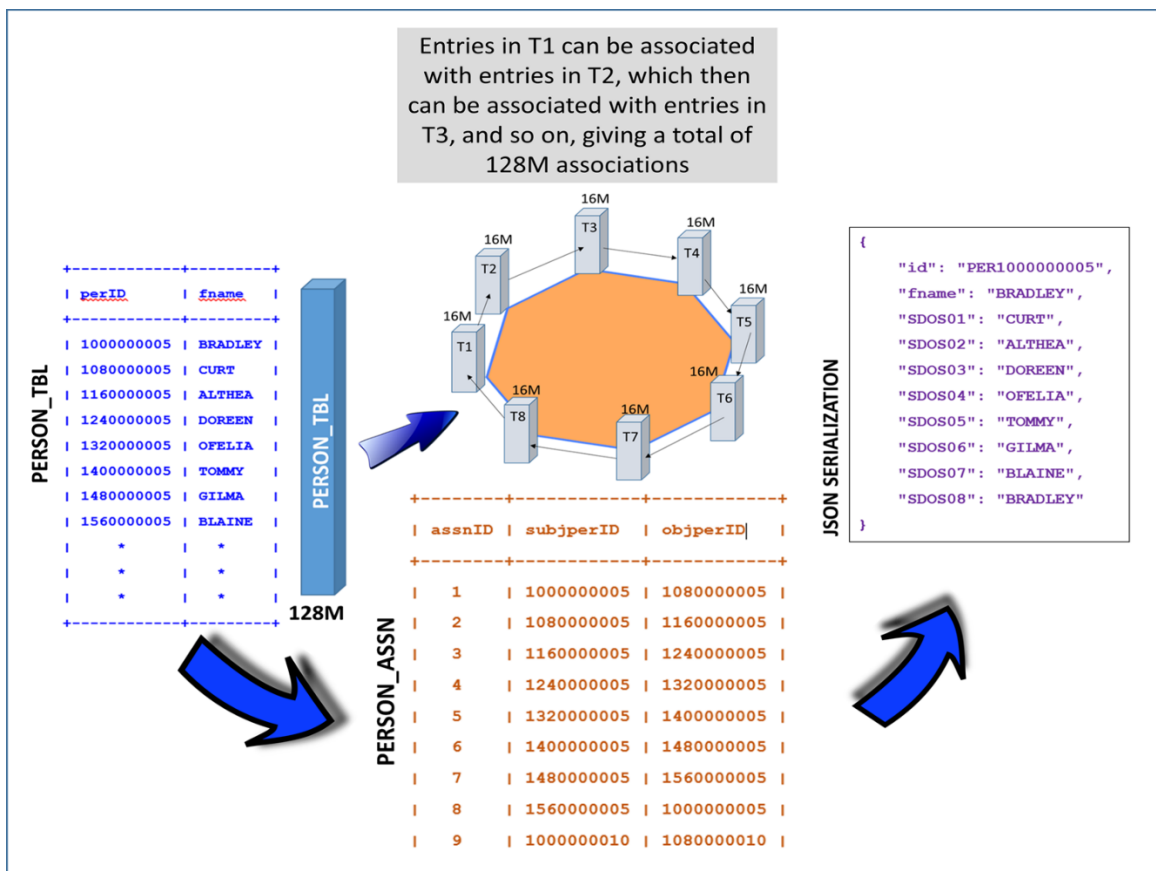 Entries in T1 can be associated
with entries in T2, which then
can be associated with entries in
T3, and so on, giving a total of
128M associations
PERSON_TBL
+----------+---------+
| perID | fname |
+----------+---------+
| 1000000005 | BRADLEY |
| 1080000005 | CURT |
| 1160000005 | ALTHEA |
| 1240000005 | DOREEN |
| 1320000005 | OFELIA |
| 1400000005 | TOMMY |
| 1480000005 | GILMA |
| 1560000005 | BLAINE |
| * | * |
| * | * |
| * | * |
+----------+---------+
PERSON_TBL
128M
16M
T1
16M
T2
16M
T3
16M
T4
16M
T5
16M
T6
16M
T7
16M
T8
PERSON_ASSN
+-------+------------+------------+
| assnID | subjperID | objperID |
+-------+------------+------------+
| 1 | 1000000005 | 1080000005 |
| 2 | 1080000005 | 1160000005 |
| 3 | 1160000005 | 1240000005 |
| 4 | 1240000005 | 1320000005 |
| 5 | 1320000005 | 1400000005 |
| 6 | 1400000005 | 1480000005 |
| 7 | 1480000005 | 1560000005 |
| 8 | 1560000005 | 1000000005 |
| 9 | 1000000010 | 1080000010 |
JSON SERIALIZATION
{
"id": "PER1000000005",
"fname": "BRADLEY",
"SDOS01": "CURT",
"SDOS02": "ALTHEA",
"SDOS03": "DOREEN",
"SDOS04": "OFELIA",
"SDOS05": "TOMMY",
"SDOS06": "GILMA",
"SDOS07": "BLAINE",
"SDOS08": "BRADLEY"
}